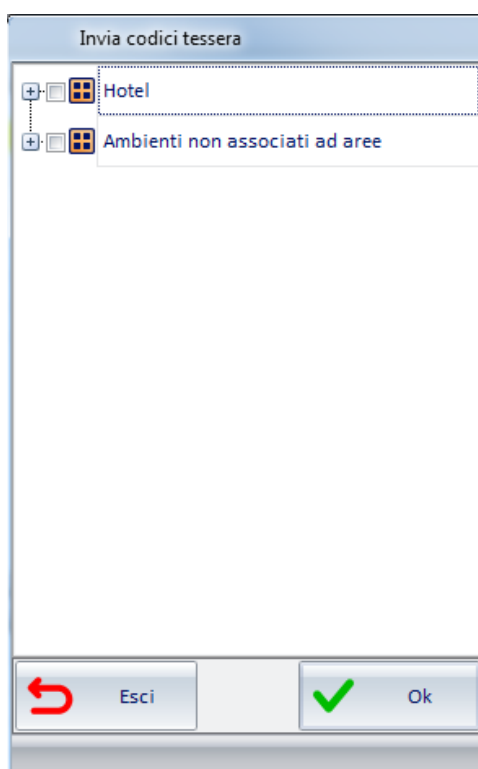 Invia codici tessera
Hotel
Ambienti non associati ad aree
Esci
Ok